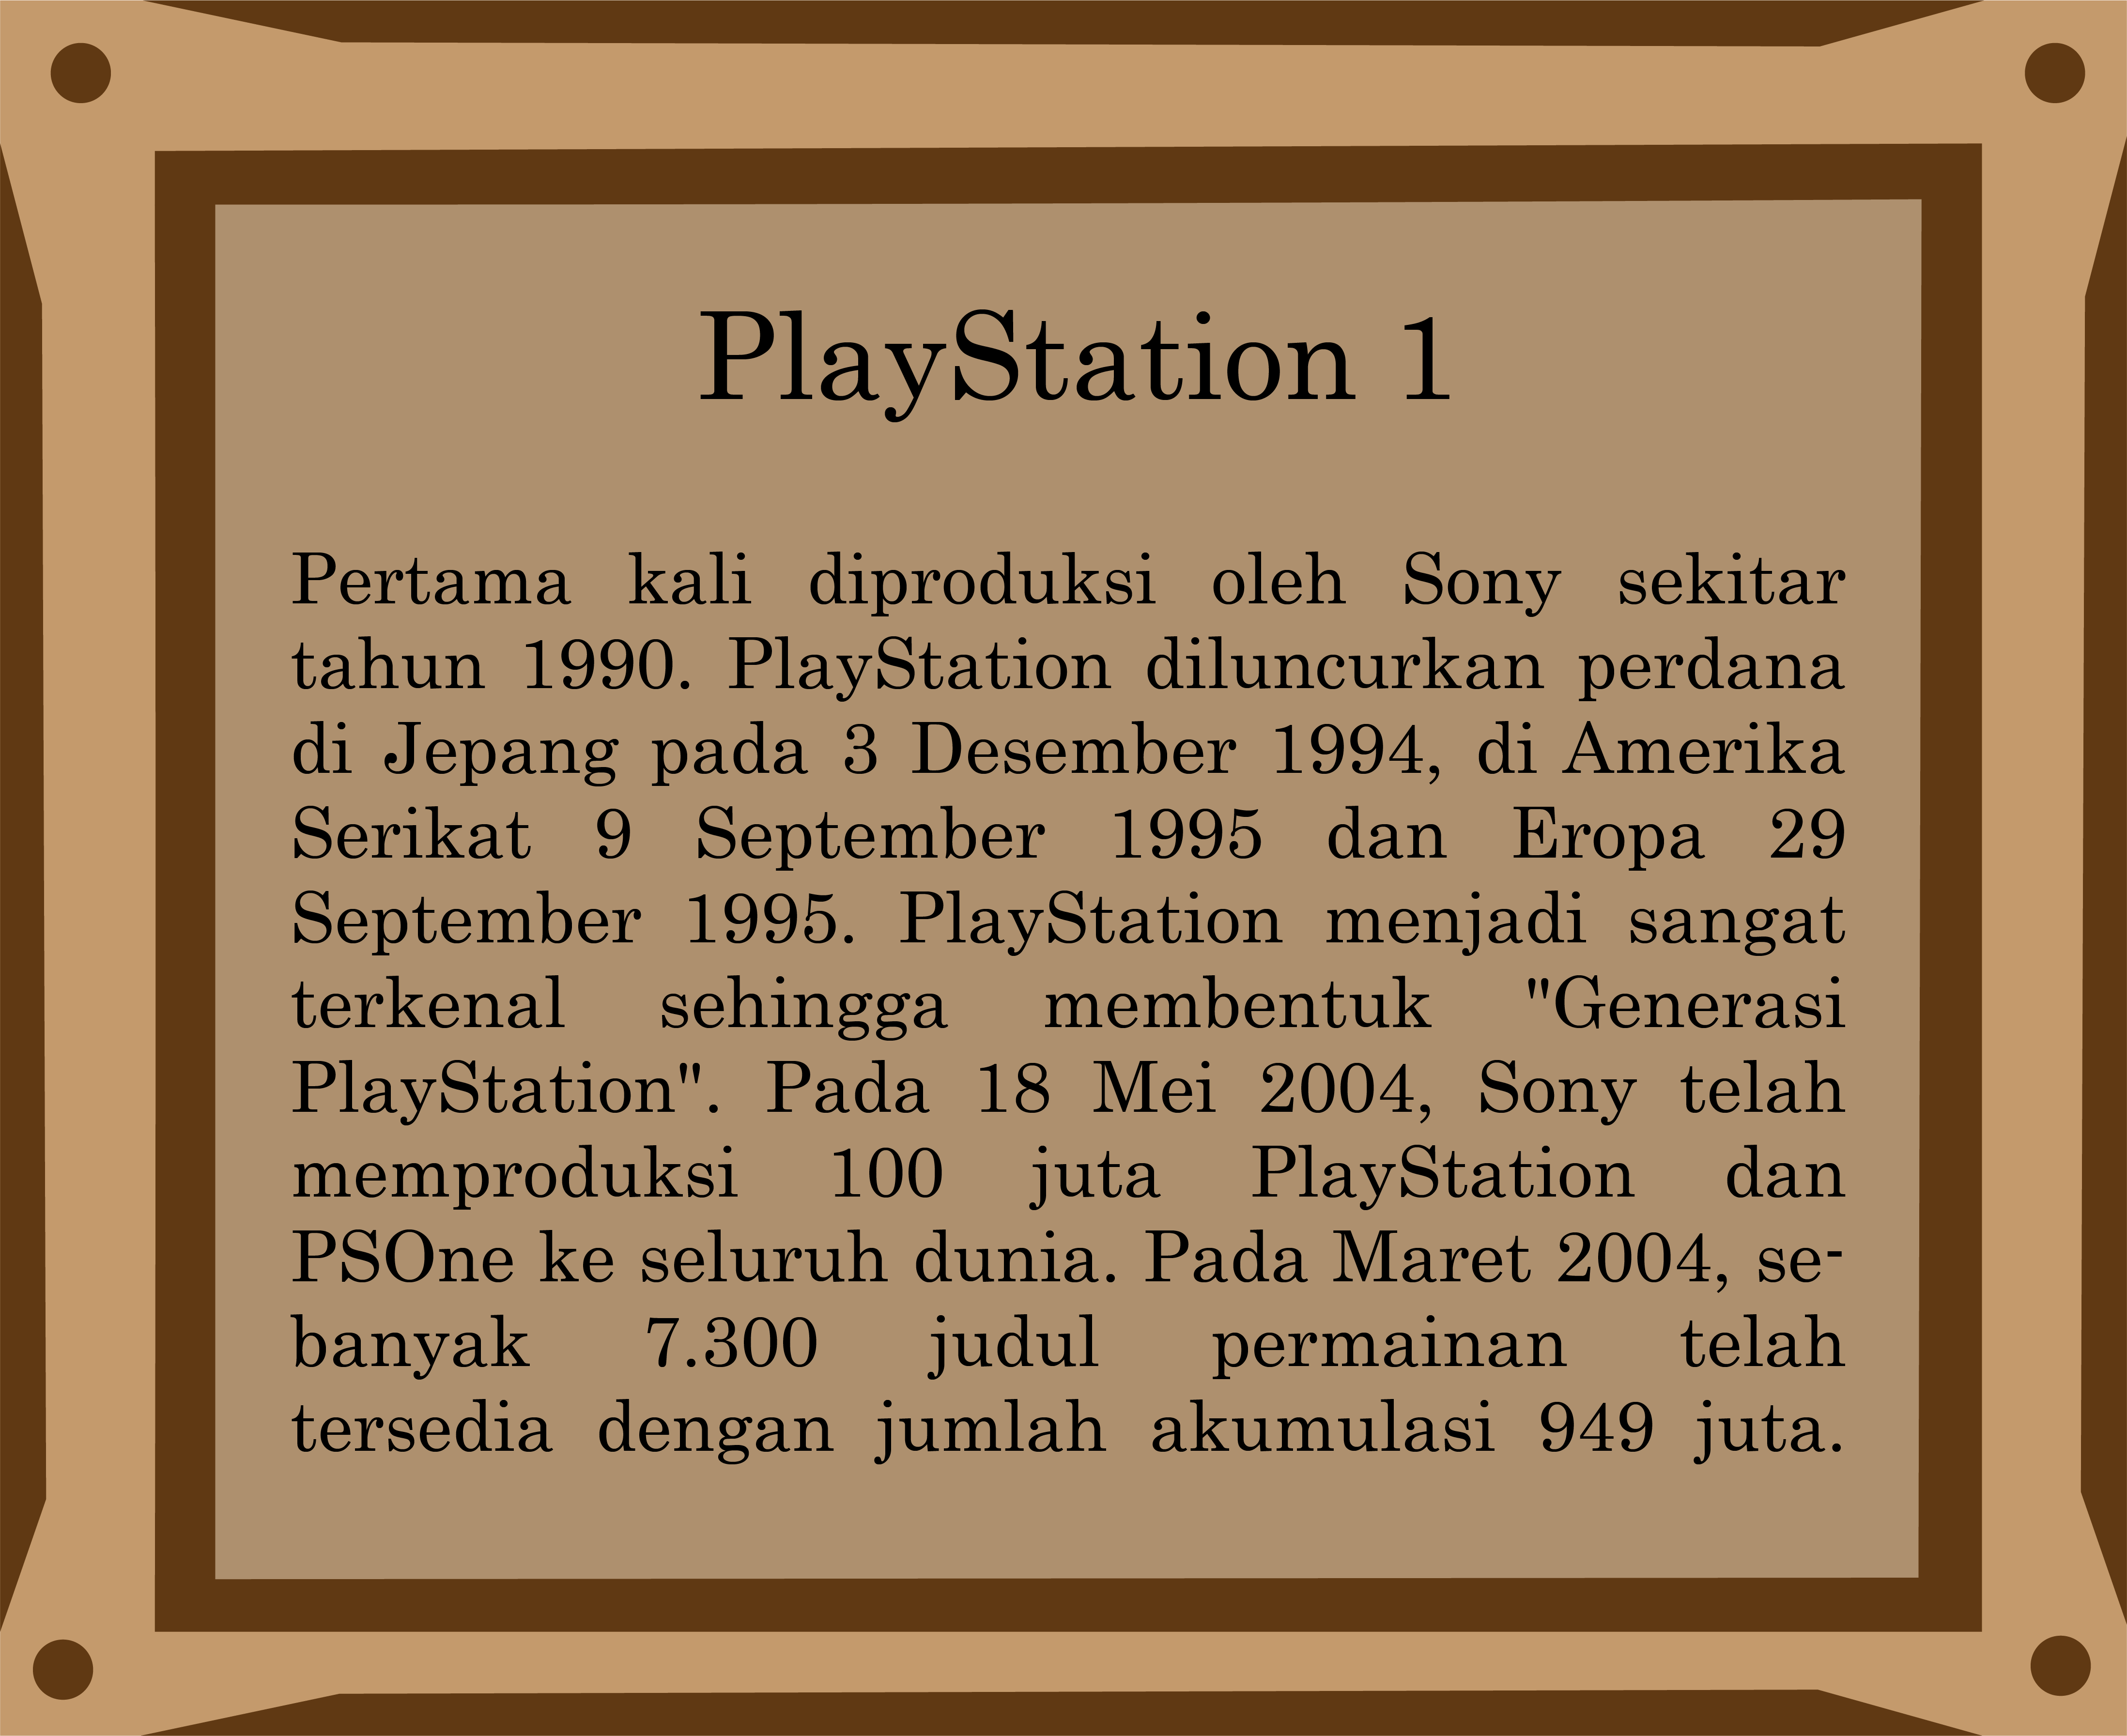 PlayStation 1
Pertama kali diproduksi oleh Sony sekitar
tahun 1990. PlayStation diluncurkan perdana
di Jepang pada 3 Desember 1994, di Amerika
Serikat 9 September 1995 dan Eropa 29
September 1995. PlayStation menjadi sangat
terkenal sehingga membentuk "Generasi
PlayStation". Pada 18 Mei 2004, Sony telah
memproduksi 100 juta PlayStation dan
PSOne ke seluruh dunia. Pada Maret 2004, se-
banyak 7.300 judul permainan telah
tersedia dengan jumlah akumulasi 949 juta.